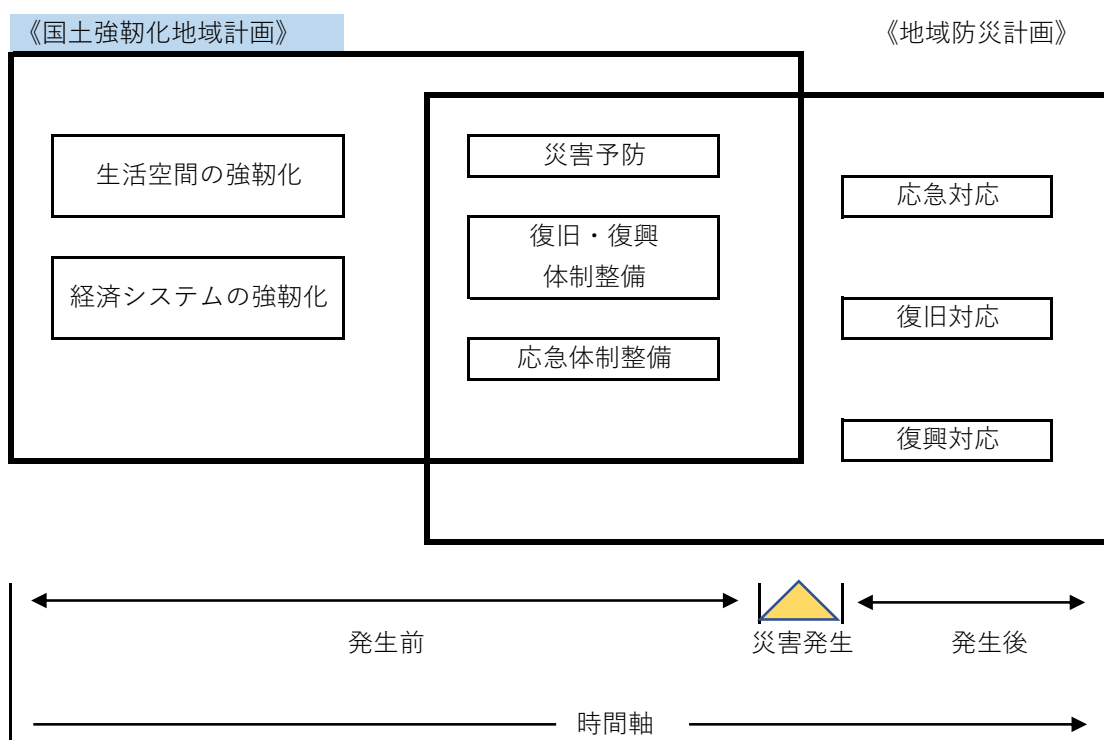 《国土強靭化地域計画》
《地域防災計画》
生活空間の強靭化
経済システムの強靭化
災害予防
復旧・復興
体制整備
応急体制整備
応急対応
復旧対応
復興対応
発生前
災害発生
発生後
時間軸